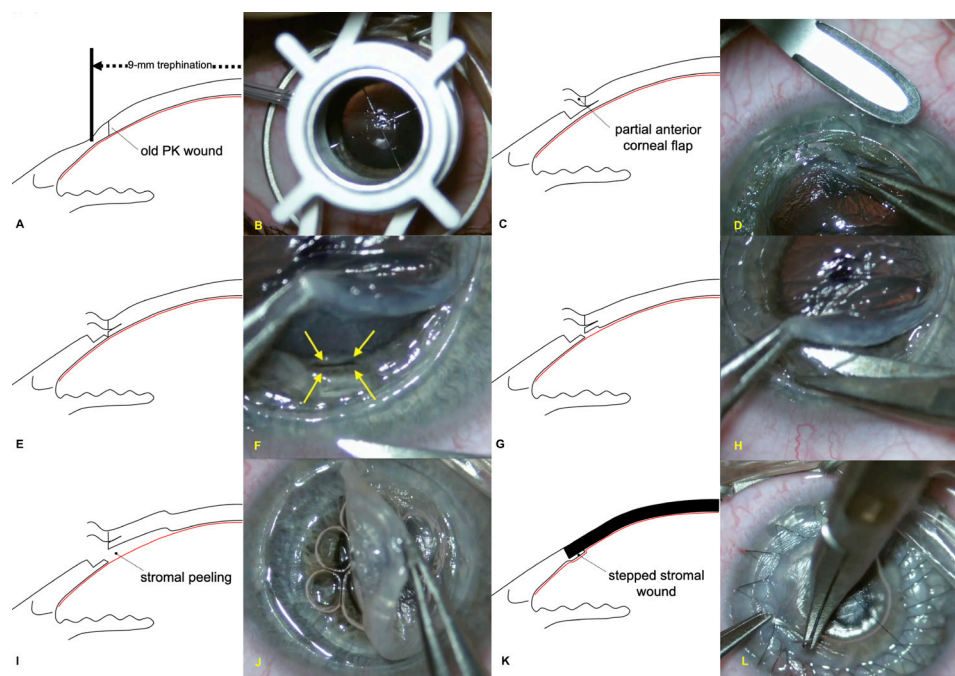 9-mm trephination
old PK wound
A
B
partial anterior
corneal flap
C
D
E
F
G
H
stromal peeling
I
J
stepped stromal
wound
K
L